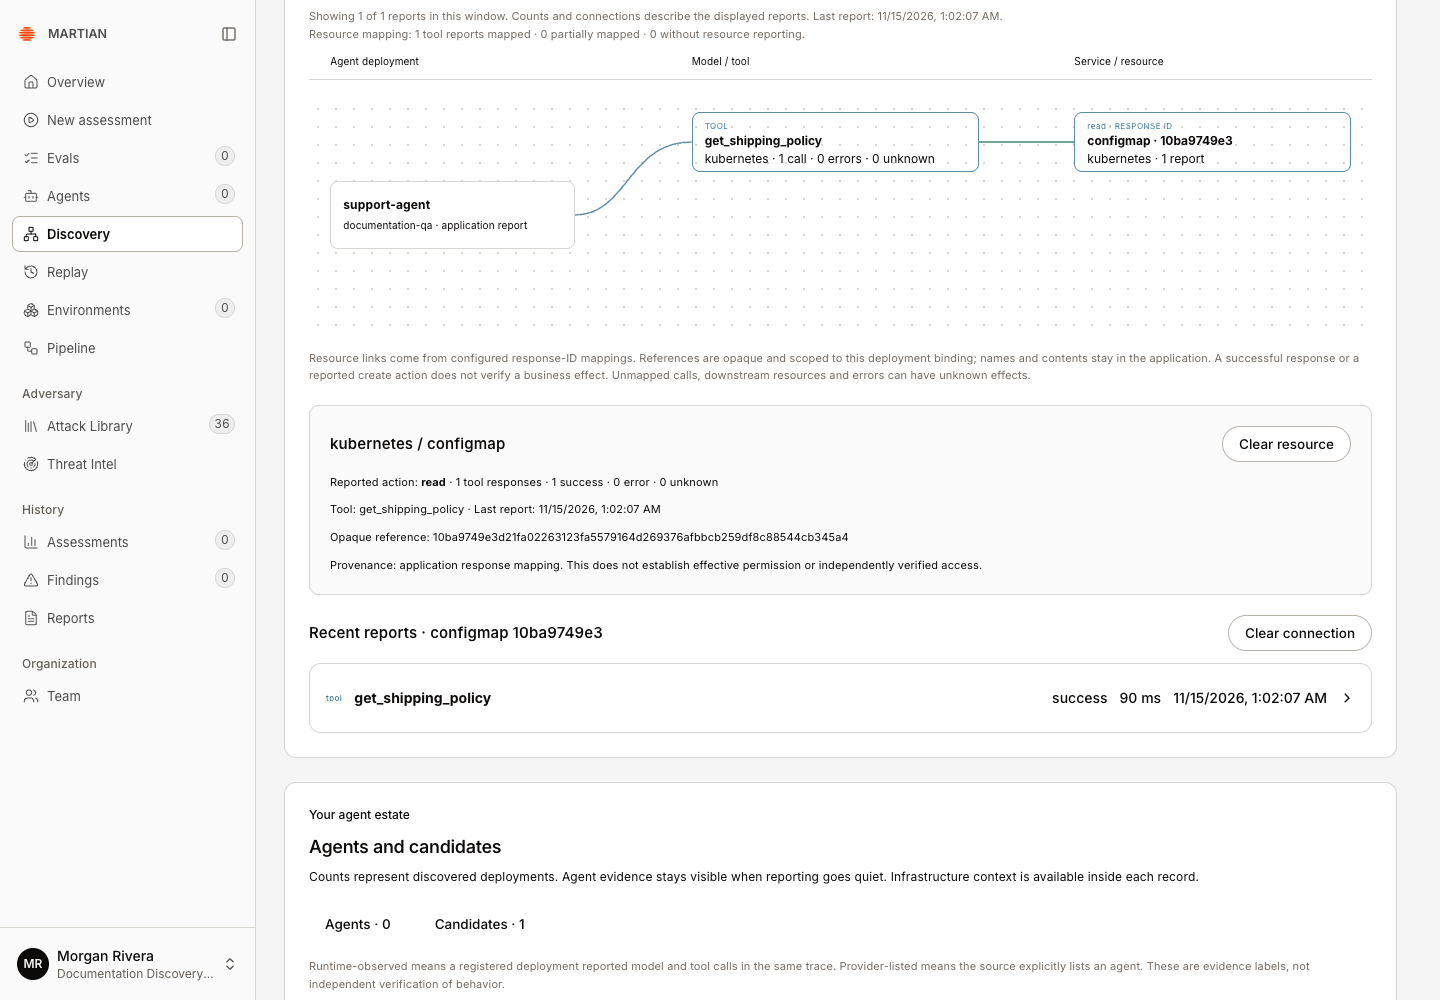 MARTIAN
Overview
New assessment
Evals 0
Agents 0
Discovery
Replay
Environments 0
Pipeline
Adversary
Attack Library 36
Threat Intel
History
Assessments 0
Findings 0
Reports
Organization
Team
MR Morgan Rivera
Documentation Discovery...
Showing 1 of 1 reports in this window. Counts and connections describe the displayed reports. Last report: 11/15/2026, 1:02:07 AM.
Resource mapping: 1 tool reports mapped · 0 partially mapped · 0 without resource reporting.
Agent deployment Model / tool Service / resource
TOOL
get_shipping_policy
kubernetes · 1 call · 0 errors · 0 unknown
read · RESPONSE ID
configmap · 10ba9749e3
kubernetes · 1 report
support-agent
documentation-qa · application report
Resource links come from configured response-ID mappings. References are opaque and scoped to this deployment binding; names and contents stay in the application. A successful response or a
reported create action does not verify a business effect. Unmapped calls, downstream resources and errors can have unknown effects.
kubernetes / configmap Clear resource
Reported action: read · 1 tool responses · 1 success · 0 error · 0 unknown
Tool: get_shipping_policy · Last report: 11/15/2026, 1:02:07 AM
Opaque reference: 10ba9749e3d21fa02263123fa5579164d269376afbbcb259df8c88544cb345a4
Provenance: application response mapping. This does not establish effective permission or independently verified access.
Recent reports · configmap 10ba9749e3 Clear connection
tool get_shipping_policy success 90 ms 11/15/2026, 1:02:07 AM
Your agent estate
Agents and candidates
Counts represent discovered deployments. Agent evidence stays visible when reporting goes quiet. Infrastructure context is available inside each record.
Agents · 0 Candidates · 1
Runtime-observed means a registered deployment reported model and tool calls in the same trace. Provider-listed means the source explicitly lists an agent. These are evidence labels, not
independent verification of behavior.